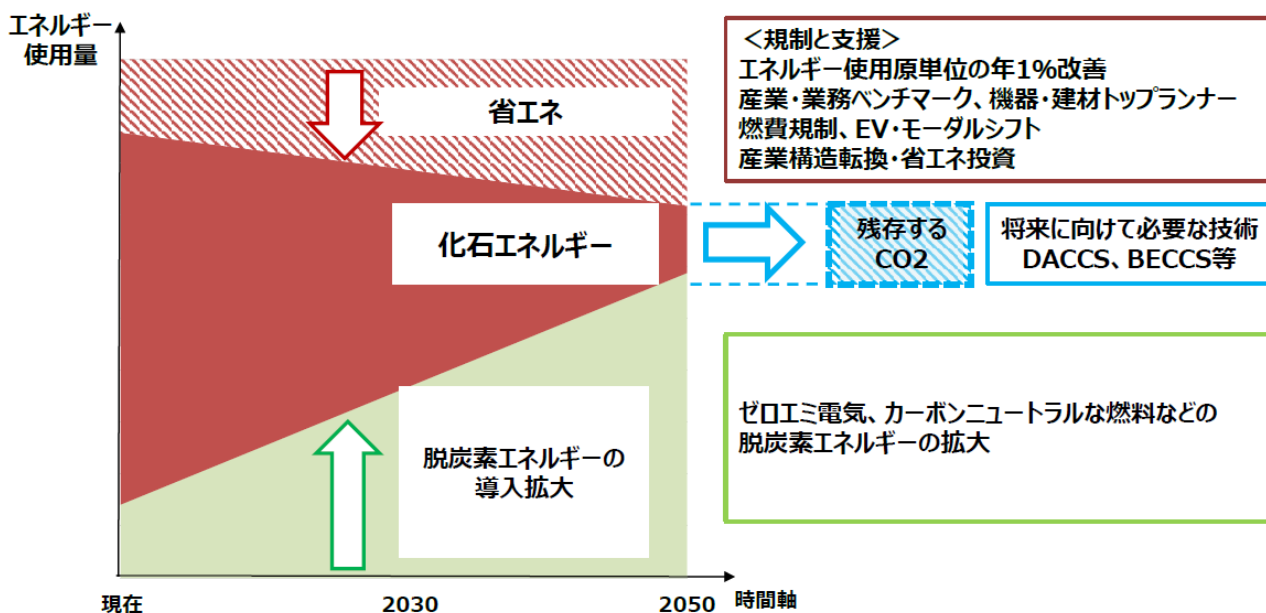 エネルギー
使用量
省エネ
化石エネルギー
脱炭素エネルギーの
導入拡大
現在
2030
2050
時間軸
＜規制と支援＞
エネルギー使用原単位の年1%改善
産業・業務ベンチマーク、機器・建材トップランナー
燃費規制、EV・モーダルシフト
産業構造転換・省エネ投資
残存する
CO2
将来に向けて必要な技術
DACCS、BECCS等
ゼロエミ電気、カーボンニュートラルな燃料などの
脱炭素エネルギーの拡大